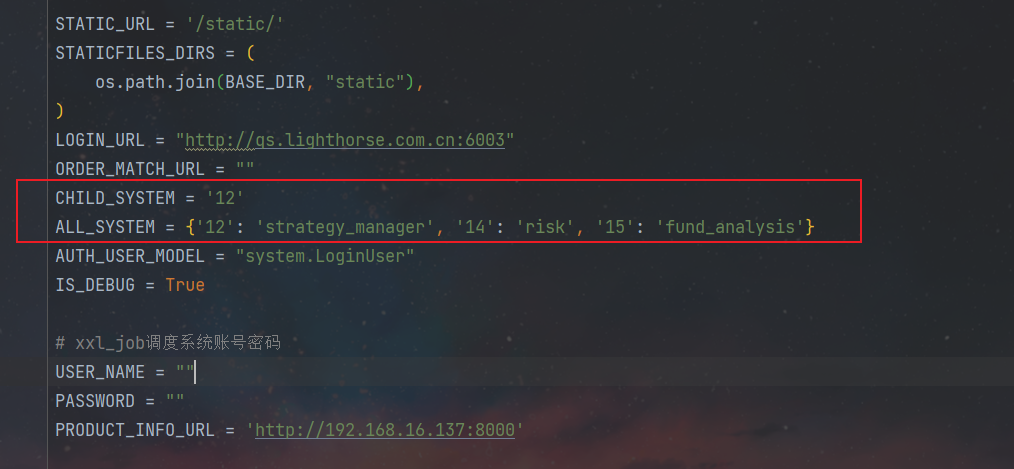 STATIC_URL = '/static/'
STATICFILES_DIRS = (
    os.path.join(BASE_DIR, "static"),
)
LOGIN_URL = "http://qs.lighthorse.com.cn:6003"
ORDER_MATCH_URL = ""
CHILD_SYSTEM = '12'
ALL_SYSTEM = {'12': 'strategy_manager', '14': 'risk', '15': 'fund_analysis'}
AUTH_USER_MODEL = "system.LoginUser"
IS_DEBUG = True
# xxl_job调度系统账号密码
USER_NAME = ""
PASSWORD = ""
PRODUCT_INFO_URL = 'http://192.168.16.137:8000'